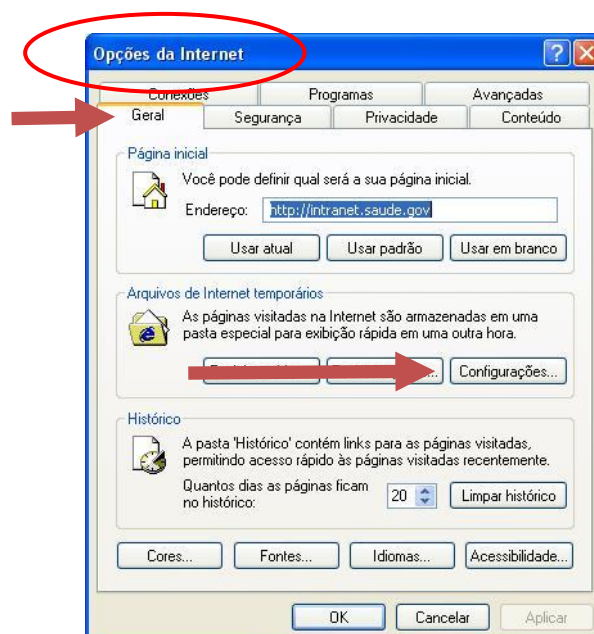 Opções da Internet
Conexões Programas Avançadas
Geral Segurança Privacidade Conteúdo
Página inicial
Você pode definir qual será a sua página inicial.
Endereço: http://intranet.saude.gov
Usar atual Usar padrão Usar em branco
Arquivos de Internet temporários
As páginas visitadas na Internet são armazenadas em uma
pasta especial para exibição rápida em uma outra hora.
Configurações...
Histórico
A pasta 'Histórico' contém links para as páginas visitadas,
permitindo acesso rápido às páginas visitadas recentemente.
Quantos dias as páginas ficam
no histórico: 20 Limpar histórico
Cores... Fontes... Idiomas... Acessibilidade...
OK Cancelar Aplicar